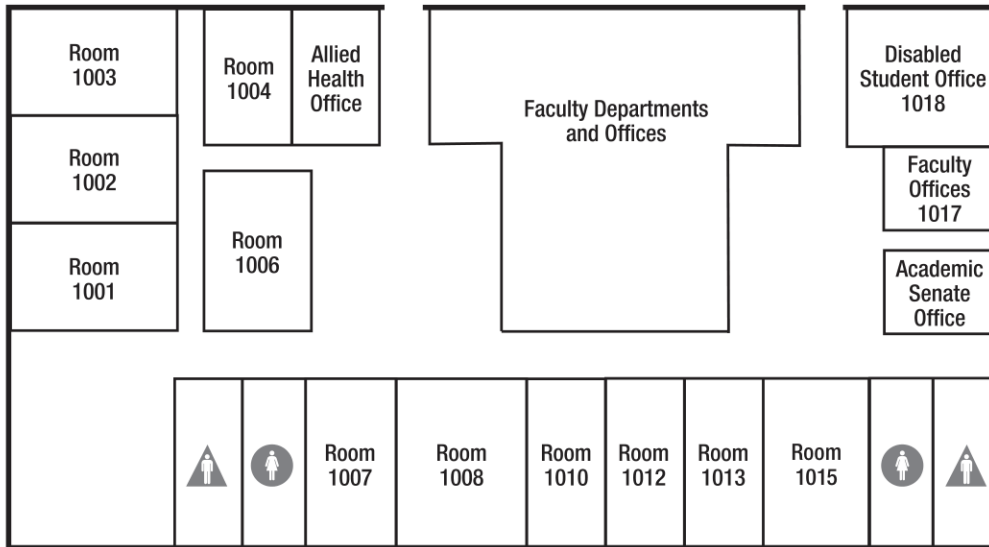 Room
1003
Room
1004
Allied
Health
Office
Faculty Departments
and Offices
Disabled
Student Office
1018
Room
1002
Faculty
Offices
1017
Room
1001
Room
1006
Academic
Senate
Office
Room
1007
Room
1008
Room
1010
Room
1012
Room
1013
Room
1015